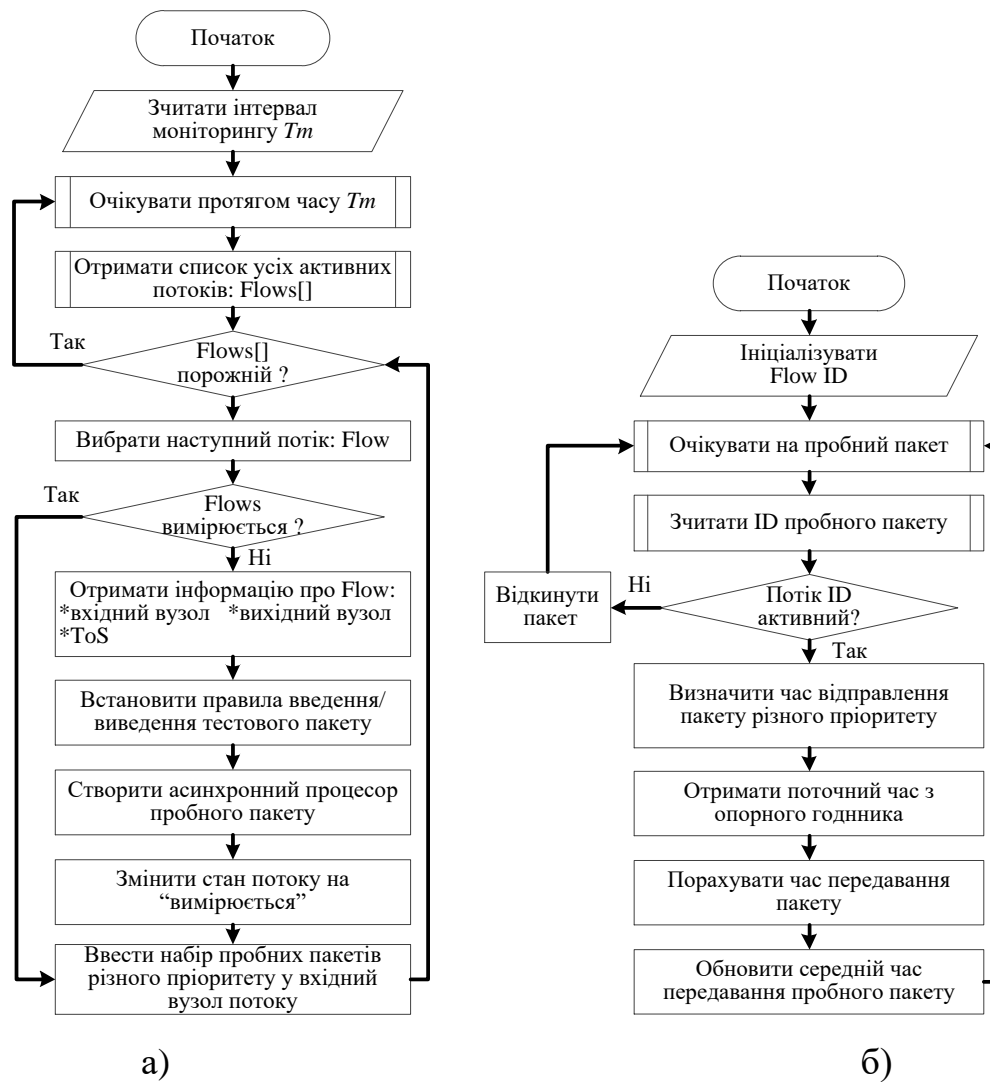 Початок
Зчитати інтервал
моніторингу Tm
Очікувати протягом часу Tm
Отримати список усіх активних
потоків: Flows[]
Так
Flows[]
порожній ?
Вибрати наступний потік: Flow
Так
Flows
вимірюється ?
Ні
Отримати інформацію про Flow:
*вхідний вузол *вихідний вузол
*ToS
Встановити правила введення/
виведення тестового пакету
Створити асинхронний процесор
пробного пакету
Змінити стан потоку на
“вимірюється”
Ввести набір пробних пакетів
різного пріоритету у вхідний
вузол потоку
а)
Початок
Ініціалізувати
Flow ID
Очікувати на пробний пакет
Зчитати ID пробного пакету
Відкинути
пакет
Ні
Потік ID
активний?
Так
Визначити час відправлення
пакету різного пріоритету
Отримати поточний час з
опорного годнника
Порахувати час передавання
пакету
Обновити середній час
передавання пробного пакету
б)